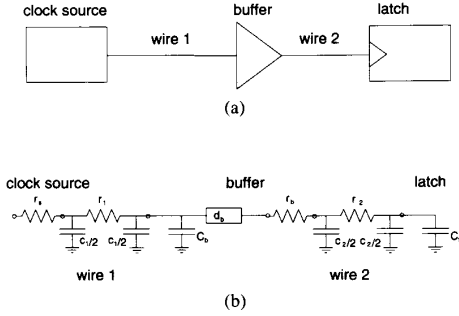 clock source buffer latch
wire 1 wire 2
(a)
clock source buffer latch
r_s r_1 d_b r_b r_2
c_1/2 c_1/2 C_b c_2/2 c_2/2
wire 1 wire 2
(b)